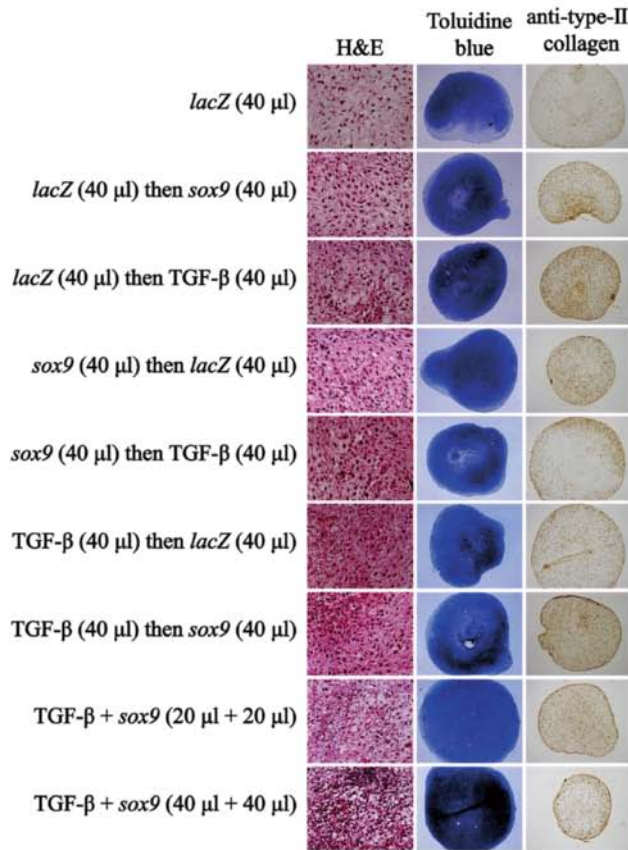 H&E
Toluidine
blue
anti-type-II
collagen
lacZ (40 µl)
lacZ (40 µl) then sox9 (40 µl)
lacZ (40 µl) then TGF-β (40 µl)
sox9 (40 µl) then lacZ (40 µl)
sox9 (40 µl) then TGF-β (40 µl)
TGF-β (40 µl) then lacZ (40 µl)
TGF-β (40 µl) then sox9 (40 µl)
TGF-β + sox9 (20 µl + 20 µl)
TGF-β + sox9 (40 µl + 40 µl)